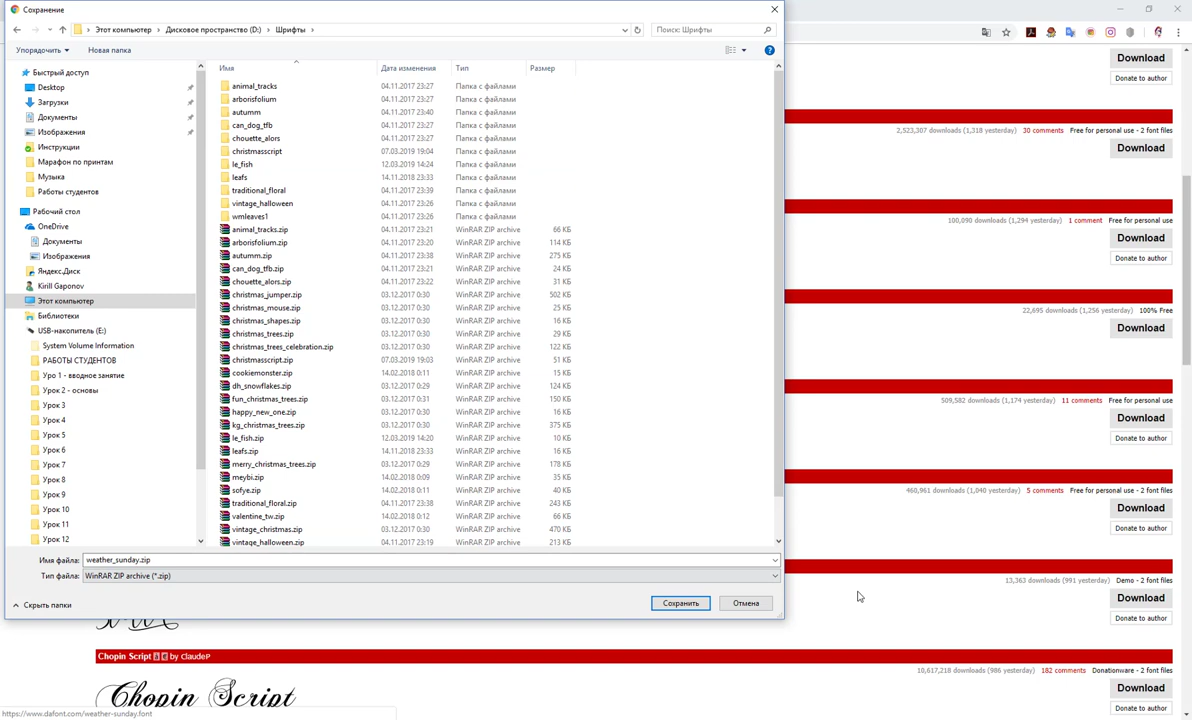 Сохранение
Этот компьютер > Дисковое пространство (D:) > Шрифты >
Поиск: Шрифты
Упорядочить
Новая папка
Имя Дата изменения Тип Размер
Быстрый доступ
Desktop
Загрузки
Документы
Изображения
Инструкции
Марафон по принтам
Музыка
Работы студентов
Рабочий стол
OneDrive
Документы
Изображения
Яндекс.Диск
Kirill Gaponov
Этот компьютер
Библиотеки
USB-накопитель (E:)
System Volume Information
РАБОТЫ СТУДЕНТОВ
Уро 1 - вводное занятие
Урок 2 - основы
Урок 3
Урок 4
Урок 5
Урок 6
Урок 7
Урок 8
Урок 9
Урок 10
Урок 11
Урок 12
animal_tracks 04.11.2017 23:27 Папка с файлами
arborisfolium 04.11.2017 23:27 Папка с файлами
autumm 04.11.2017 23:40 Папка с файлами
can_dog_tfb 04.11.2017 23:27 Папка с файлами
chouette_alors 04.11.2017 23:27 Папка с файлами
christmasscript 07.03.2019 19:04 Папка с файлами
le_fish 12.03.2019 14:24 Папка с файлами
leafs 14.11.2018 23:33 Папка с файлами
traditional_floral 04.11.2017 23:39 Папка с файлами
vintage_halloween 04.11.2017 23:26 Папка с файлами
wmleaves1 04.11.2017 23:26 Папка с файлами
animal_tracks.zip 04.11.2017 23:21 WinRAR ZIP archive 66 КБ
arborisfolium.zip 04.11.2017 23:20 WinRAR ZIP archive 114 КБ
autumm.zip 04.11.2017 23:38 WinRAR ZIP archive 275 КБ
can_dog_tfb.zip 04.11.2017 23:21 WinRAR ZIP archive 24 КБ
chouette_alors.zip 04.11.2017 23:22 WinRAR ZIP archive 31 КБ
christmas_jumper.zip 03.12.2017 0:30 WinRAR ZIP archive 502 КБ
christmas_mouse.zip 03.12.2017 0:30 WinRAR ZIP archive 25 КБ
christmas_shapes.zip 03.12.2017 0:30 WinRAR ZIP archive 16 КБ
christmas_trees.zip 03.12.2017 0:30 WinRAR ZIP archive 29 КБ
christmas_trees_celebration.zip 03.12.2017 0:30 WinRAR ZIP archive 122 КБ
christmasscript.zip 07.03.2019 19:03 WinRAR ZIP archive 51 КБ
cookiemonster.zip 14.02.2018 0:11 WinRAR ZIP archive 15 КБ
dh_snowflakes.zip 03.12.2017 0:29 WinRAR ZIP archive 124 КБ
fun_christmas_trees.zip 03.12.2017 0:31 WinRAR ZIP archive 150 КБ
happy_new_one.zip 03.12.2017 0:30 WinRAR ZIP archive 16 КБ
kg_christmas_trees.zip 03.12.2017 0:30 WinRAR ZIP archive 375 КБ
le_fish.zip 12.03.2019 14:20 WinRAR ZIP archive 10 КБ
leafs.zip 14.11.2018 23:33 WinRAR ZIP archive 16 КБ
merry_christmas_trees.zip 03.12.2017 0:29 WinRAR ZIP archive 178 КБ
meybi.zip 14.02.2018 0:09 WinRAR ZIP archive 35 КБ
sofye.zip 14.02.2018 0:11 WinRAR ZIP archive 40 КБ
traditional_floral.zip 04.11.2017 23:38 WinRAR ZIP archive 243 КБ
valentine_tw.zip 14.02.2018 0:12 WinRAR ZIP archive 66 КБ
vintage_christmas.zip 03.12.2017 0:30 WinRAR ZIP archive 470 КБ
vintage_halloween.zip 04.11.2017 23:19 WinRAR ZIP archive 213 КБ
Имя файла: weather_sunday.zip
Тип файла: WinRAR ZIP archive (*.zip)
Скрыть папки
Сохранить
Отмена
Download
Donate to author
2,523,307 downloads (1,318 yesterday) 30 comments Free for personal use - 2 font files
Download
100,090 downloads (1,294 yesterday) 1 comment Free for personal use
Download
Donate to author
22,695 downloads (1,256 yesterday) 100% Free
Download
509,582 downloads (1,174 yesterday) 11 comments Free for personal use
Download
Donate to author
460,961 downloads (1,040 yesterday) 5 comments Free for personal use - 2 font files
Download
Donate to author
13,363 downloads (991 yesterday) Demo - 2 font files
Download
Donate to author
Chopin Script à € by ClaudeP
10,617,218 downloads (986 yesterday) 182 comments Donationware - 2 font files
Chopin Script
Download
Donate to author
https://www.dafont.com/weather-sunday.font